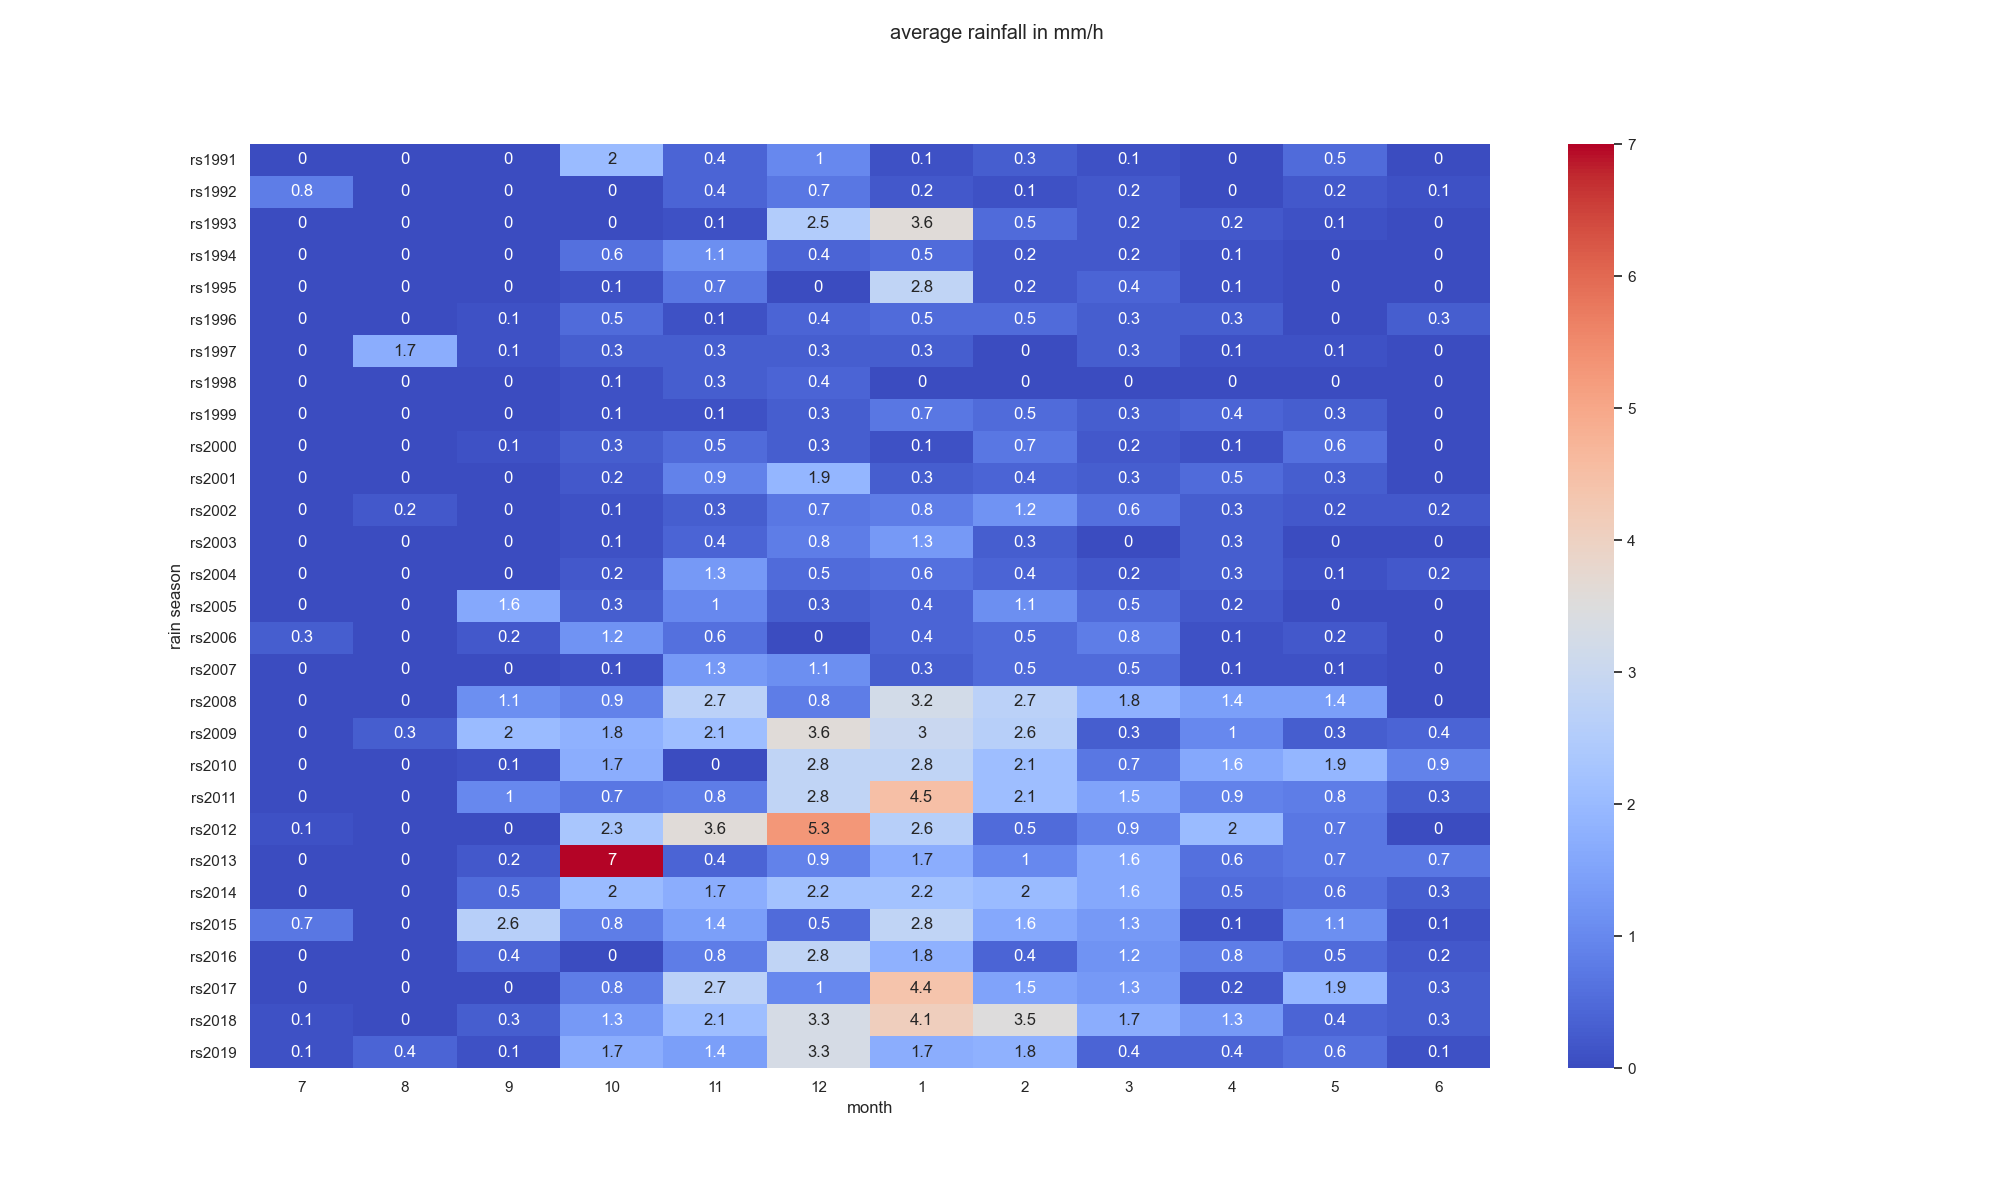 average rainfall in mm/h
rs1991 0 0 0 2 0.4 1 0.1 0.3 0.1 0 0.5 0
rs1992 0.8 0 0 0 0.4 0.7 0.2 0.1 0.2 0 0.2 0.1
rs1993 0 0 0 0 0.1 2.5 3.6 0.5 0.2 0.2 0.1 0
rs1994 0 0 0 0.6 1.1 0.4 0.5 0.2 0.2 0.1 0 0
rs1995 0 0 0 0.1 0.7 0 2.8 0.2 0.4 0.1 0 0
rs1996 0 0 0.1 0.5 0.1 0.4 0.5 0.5 0.3 0.3 0 0.3
rs1997 0 1.7 0.1 0.3 0.3 0.3 0.3 0 0.3 0.1 0.1 0
rs1998 0 0 0 0.1 0.3 0.4 0 0 0 0 0 0
rs1999 0 0 0 0.1 0.1 0.3 0.7 0.5 0.3 0.4 0.3 0
rs2000 0 0 0.1 0.3 0.5 0.3 0.1 0.7 0.2 0.1 0.6 0
rs2001 0 0 0 0.2 0.9 1.9 0.3 0.4 0.3 0.5 0.3 0
rs2002 0 0.2 0 0.1 0.3 0.7 0.8 1.2 0.6 0.3 0.2 0.2
rs2003 0 0 0 0.1 0.4 0.8 1.3 0.3 0 0.3 0 0
rs2004 0 0 0 0.2 1.3 0.5 0.6 0.4 0.2 0.3 0.1 0.2
rs2005 0 0 1.6 0.3 1 0.3 0.4 1.1 0.5 0.2 0 0
rs2006 0.3 0 0.2 1.2 0.6 0 0.4 0.5 0.8 0.1 0.2 0
rs2007 0 0 0 0.1 1.3 1.1 0.3 0.5 0.5 0.1 0.1 0
rs2008 0 0 1.1 0.9 2.7 0.8 3.2 2.7 1.8 1.4 1.4 0
rs2009 0 0.3 2 1.8 2.1 3.6 3 2.6 0.3 1 0.3 0.4
rs2010 0 0 0.1 1.7 0 2.8 2.8 2.1 0.7 1.6 1.9 0.9
rs2011 0 0 1 0.7 0.8 2.8 4.5 2.1 1.5 0.9 0.8 0.3
rs2012 0.1 0 0 2.3 3.6 5.3 2.6 0.5 0.9 2 0.7 0
rs2013 0 0 0.2 7 0.4 0.9 1.7 1 1.6 0.6 0.7 0.7
rs2014 0 0 0.5 2 1.7 2.2 2.2 2 1.6 0.5 0.6 0.3
rs2015 0.7 0 2.6 0.8 1.4 0.5 2.8 1.6 1.3 0.1 1.1 0.1
rs2016 0 0 0.4 0 0.8 2.8 1.8 0.4 1.2 0.8 0.5 0.2
rs2017 0 0 0 0.8 2.7 1 4.4 1.5 1.3 0.2 1.9 0.3
rs2018 0.1 0 0.3 1.3 2.1 3.3 4.1 3.5 1.7 1.3 0.4 0.3
rs2019 0.1 0.4 0.1 1.7 1.4 3.3 1.7 1.8 0.4 0.4 0.6 0.1
7 8 9 10 11 12 1 2 3 4 5 6
month
rain season
7
6
5
4
3
2
1
0